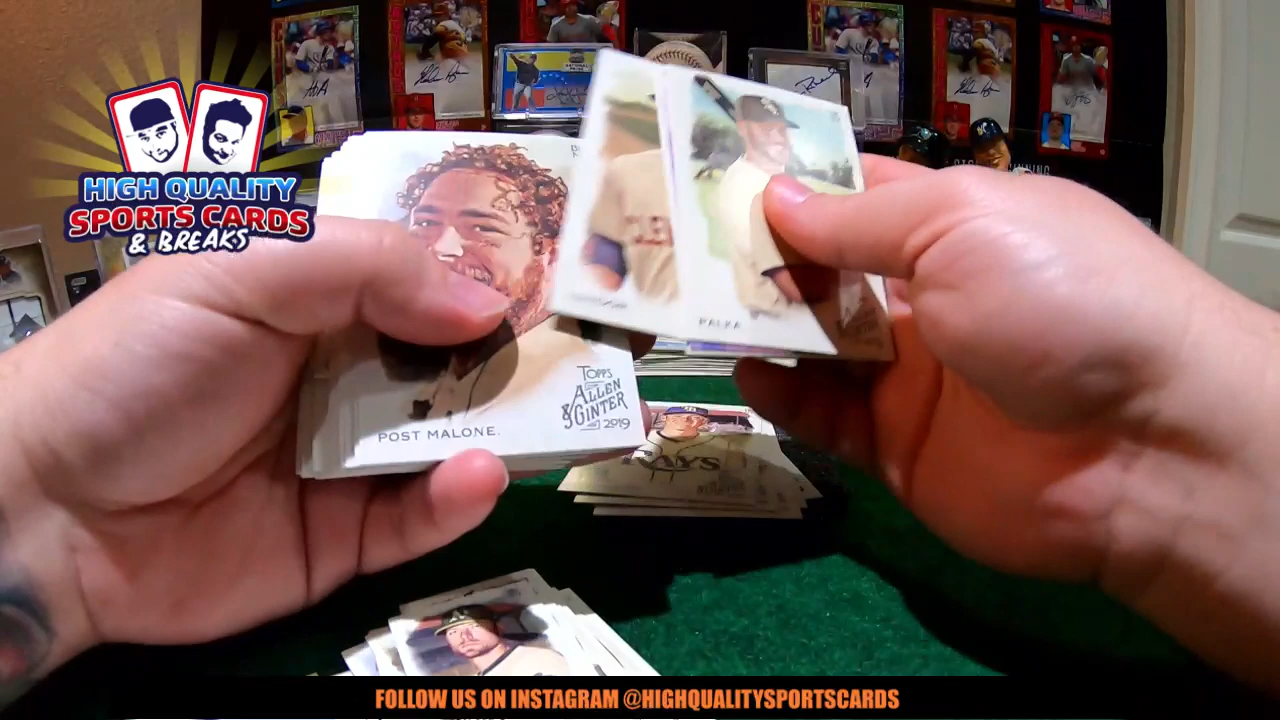 HIGH QUALITY
SPORTS CARDS
& BREAKS
POST MALONE.
TOPPS
ALLEN
& GINTER
2019
PALKA
RAYS
FOLLOW US ON INSTAGRAM @HIGHQUALITYSPORTSCARDS